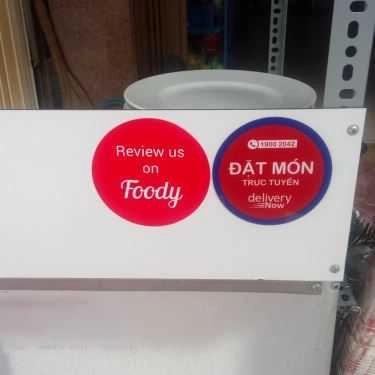 Review us
on
Foody
1900 2042
ĐẶT MÓN
TRỰC TUYẾN
delivery
Now